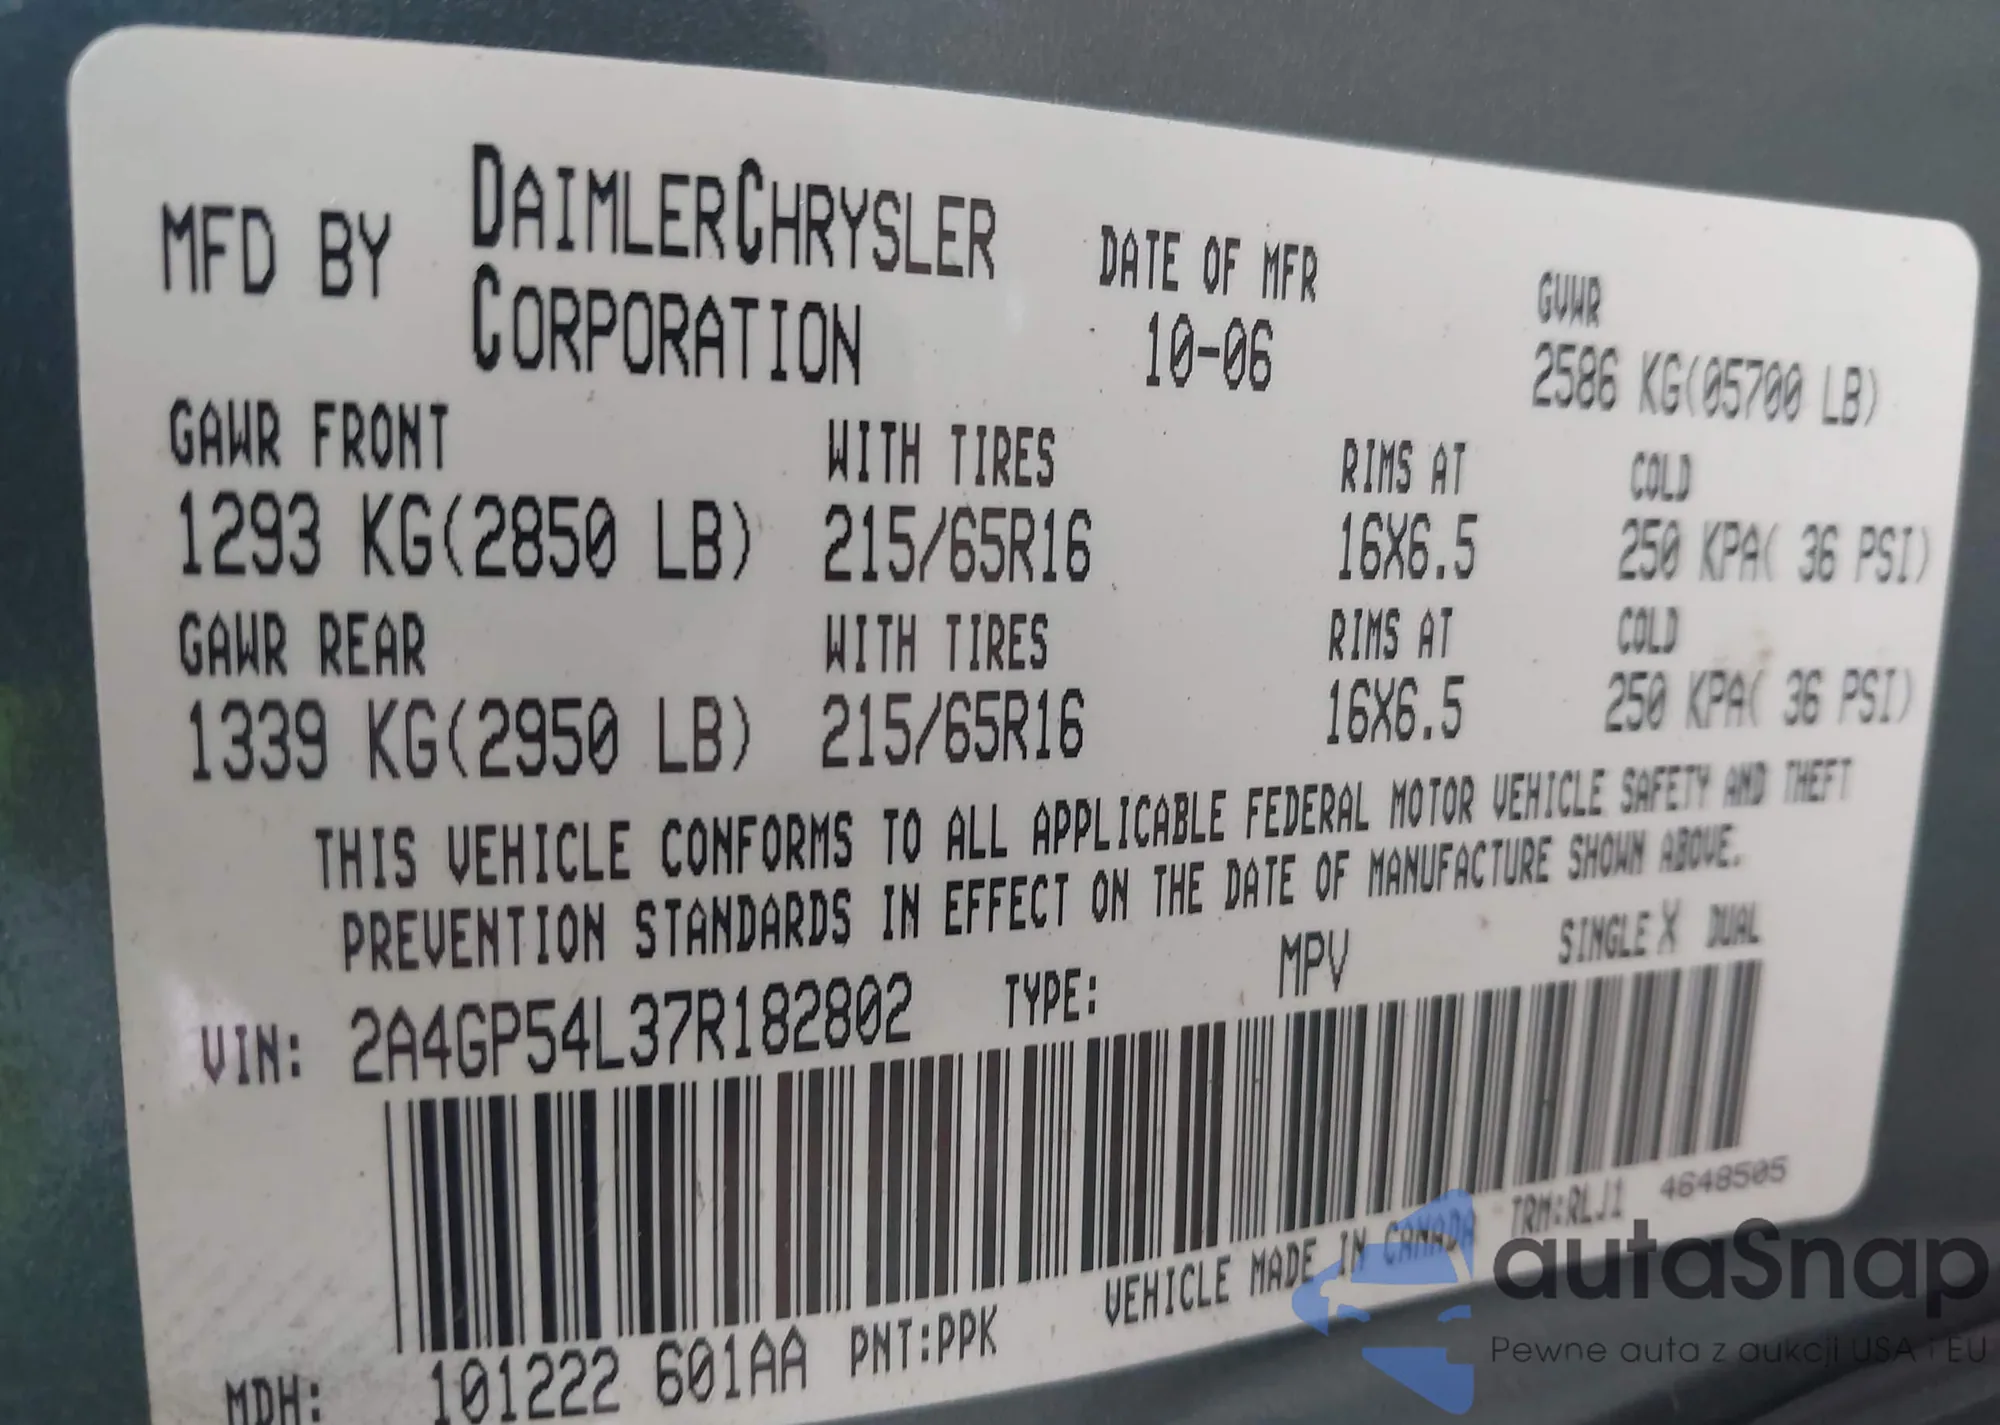 MFD BY DAIMLERCHRYSLER CORPORATION
DATE OF MFR
10-06
GVWR
2586 KG(05700 LB)
GAWR FRONT WITH TIRES RIMS AT COLD
1293 KG(2850 LB) 215/65R16 16X6.5 250 KPA( 36 PSI)
GAWR REAR WITH TIRES RIMS AT COLD
1339 KG(2950 LB) 215/65R16 16X6.5 250 KPA( 36 PSI)
THIS VEHICLE CONFORMS TO ALL APPLICABLE FEDERAL MOTOR VEHICLE SAFETY AND THEFT
PREVENTION STANDARDS IN EFFECT ON THE DATE OF MANUFACTURE SHOWN ABOVE.
VIN: 2A4GP54L37R182802 TYPE: MPV SINGLE X DUAL
VEHICLE MADE IN CANADA TRM:RLJ1 4648505
MDH: 101222 601AA PNT:PPK
autaSnap
Pewne auta z aukcji USA i EU